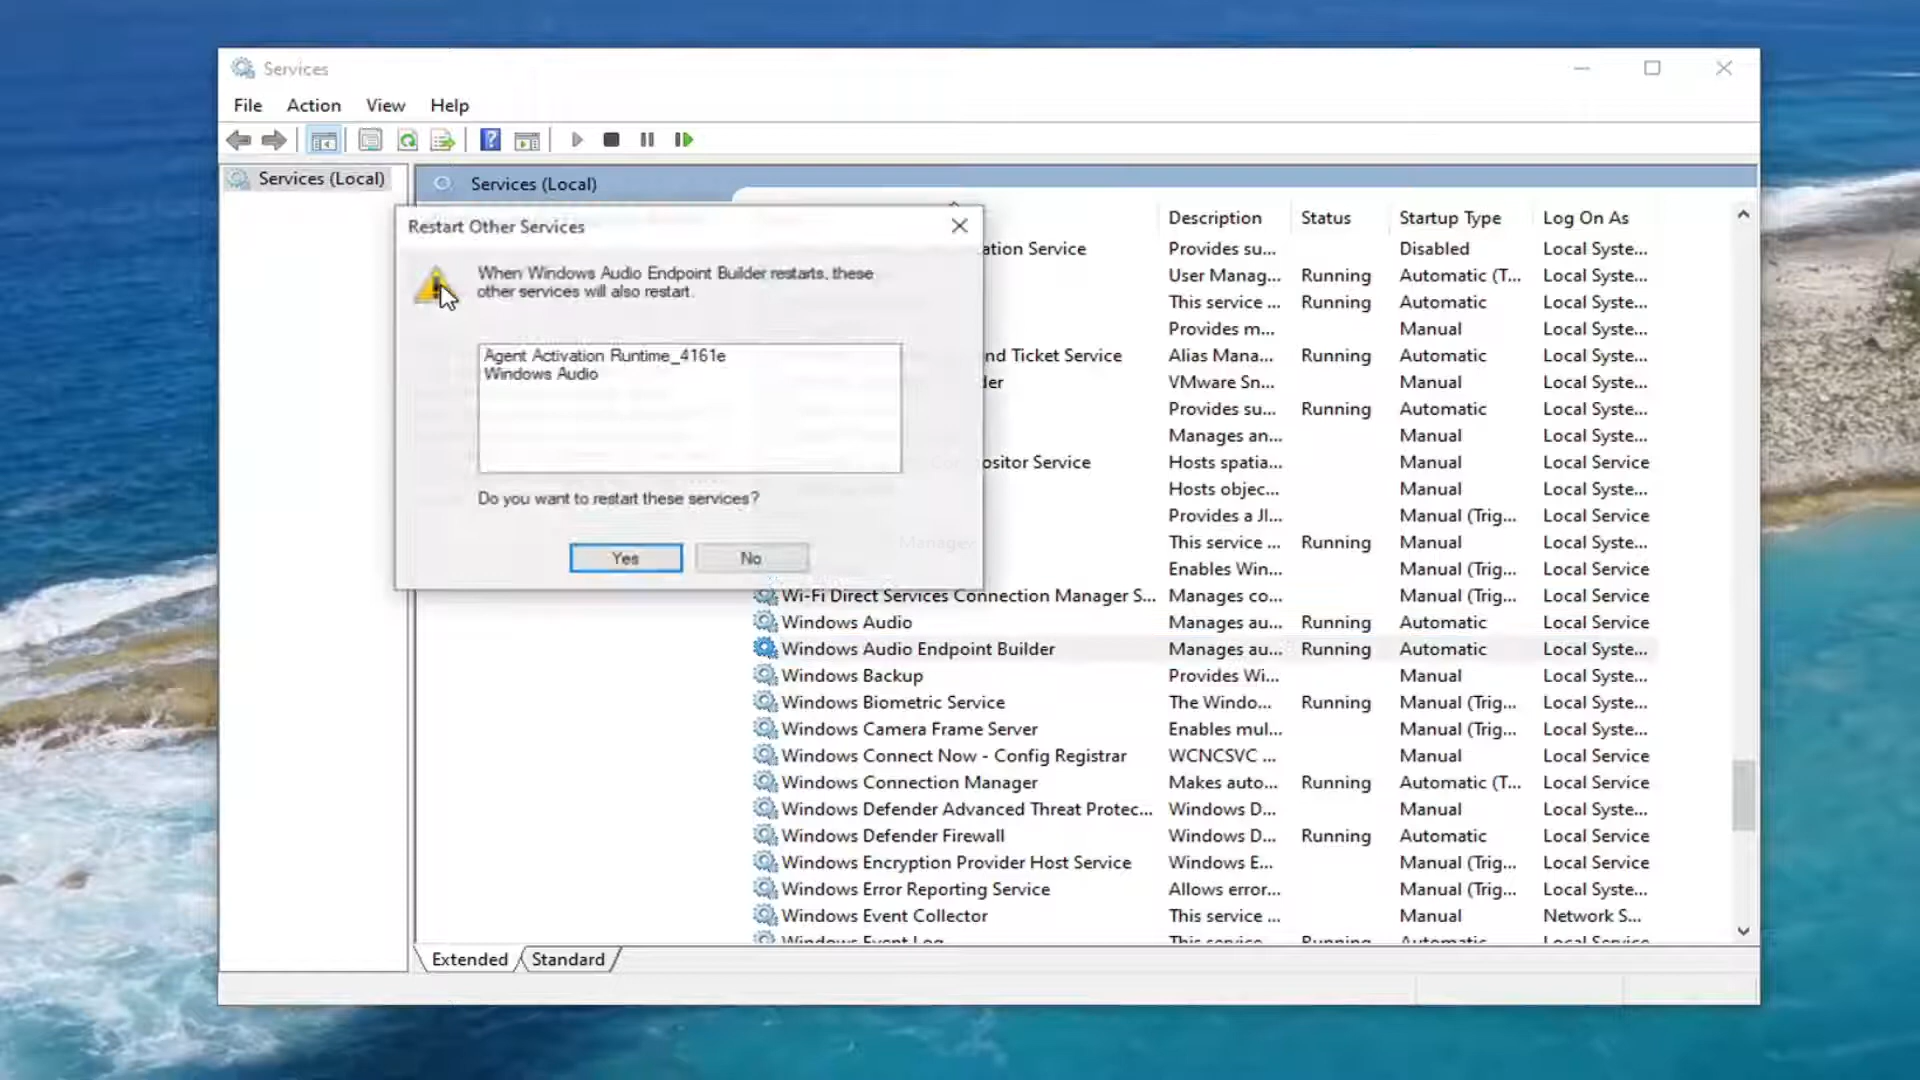 Services
File Action View Help
Services (Local)
Services (Local)
Restart Other Services
When Windows Audio Endpoint Builder restarts, these
other services will also restart.
Agent Activation Runtime_4161e
Windows Audio
Do you want to restart these services?
Yes No
Description Status Startup Type Log On As
ation Service Provides su... Disabled Local Syste...
User Manag... Running Automatic (T... Local Syste...
This service ... Running Automatic Local Syste...
Provides m... Manual Local Syste...
nd Ticket Service Alias Mana... Running Automatic Local Syste...
der VMware Sn... Manual Local Syste...
Provides su... Running Automatic Local Syste...
Manages an... Manual Local Syste...
ositor Service Hosts spatia... Manual Local Service
Hosts objec... Manual Local Syste...
Provides a JI... Manual (Trig... Local Service
Manager This service ... Running Manual Local Syste...
Enables Win... Manual (Trig... Local Service
Wi-Fi Direct Services Connection Manager S... Manages co... Manual (Trig... Local Service
Windows Audio Manages au... Running Automatic Local Service
Windows Audio Endpoint Builder Manages au... Running Automatic Local Syste...
Windows Backup Provides Wi... Manual Local Syste...
Windows Biometric Service The Windo... Running Manual (Trig... Local Syste...
Windows Camera Frame Server Enables mul... Manual (Trig... Local Service
Windows Connect Now - Config Registrar WCNCSVC ... Manual Local Service
Windows Connection Manager Makes auto... Running Automatic (T... Local Service
Windows Defender Advanced Threat Protec... Windows D... Manual Local Syste...
Windows Defender Firewall Windows D... Running Automatic Local Service
Windows Encryption Provider Host Service Windows E... Manual (Trig... Local Service
Windows Error Reporting Service Allows error... Manual (Trig... Local Syste...
Windows Event Collector This service ... Manual Network S...
Windows Event Log This service Running Automatic Local Service
Extended Standard